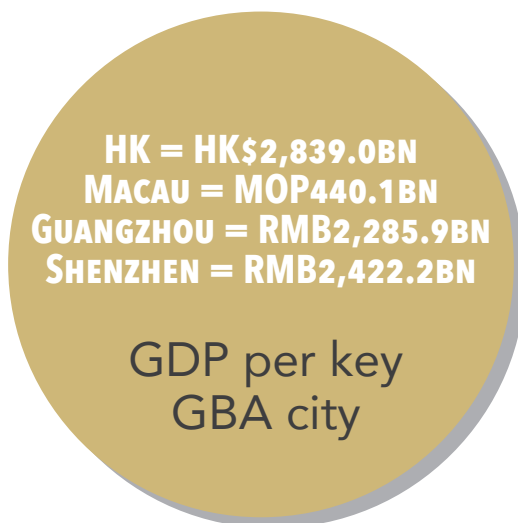 HK = HK$2,839.0BN
MACAU = MOP440.1BN
GUANGZHOU = RMB2,285.9BN
SHENZHEN = RMB2,422.2BN
GDP per key
GBA city